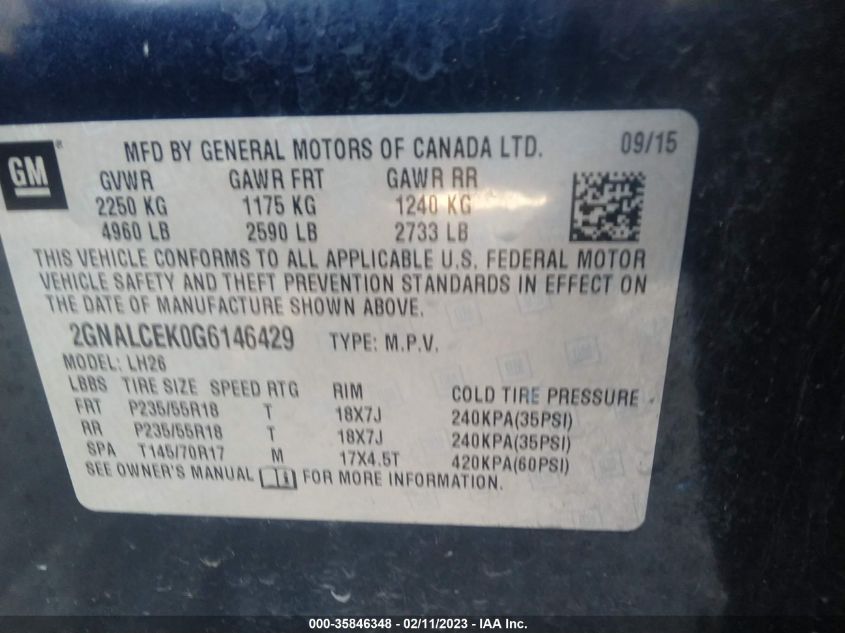 GM
MFD BY GENERAL MOTORS OF CANADA LTD. 09/15
GVWR GAWR FRT GAWR RR
2250 KG 1175 KG 1240 KG
4960 LB 2590 LB 2733 LB
THIS VEHICLE CONFORMS TO ALL APPLICABLE U.S. FEDERAL MOTOR
VEHICLE SAFETY AND THEFT PREVENTION STANDARDS IN EFFECT ON
THE DATE OF MANUFACTURE SHOWN ABOVE.
2GNALCEK0G6146429 TYPE: M.P.V.
MODEL: LH26
LBBS TIRE SIZE SPEED RTG RIM COLD TIRE PRESSURE
FRT P235/55R18 T 18X7J 240KPA(35PSI)
RR P235/55R18 T 18X7J 240KPA(35PSI)
SPA T145/70R17 M 17X4.5T 420KPA(60PSI)
SEE OWNER'S MANUAL FOR MORE INFORMATION.
000-35846348 - 02/11/2023 - IAA Inc.